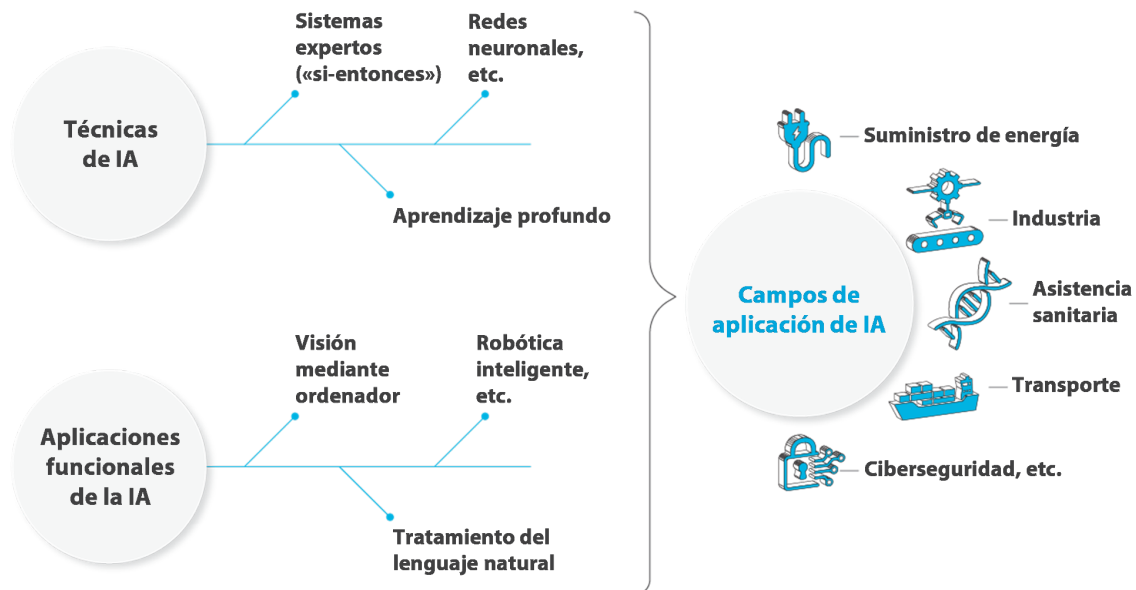 Técnicas
de IA
Sistemas
expertos
(«si-entonces»)
Redes
neuronales,
etc.
Aprendizaje profundo
Aplicaciones
funcionales
de la IA
Visión
mediante
ordenador
Robótica
inteligente,
etc.
Tratamiento del
lenguaje natural
Campos de
aplicación de IA
Suministro de energía
Industria
Asistencia
sanitaria
Transporte
Ciberseguridad, etc.